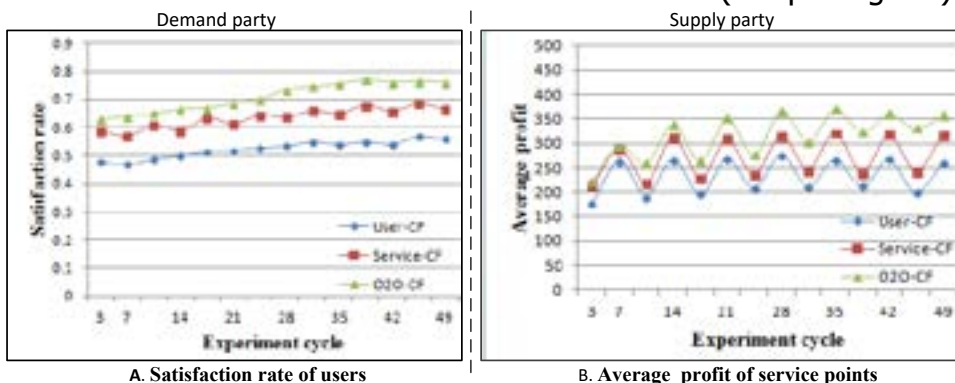 Demand party
Supply party
0.9
0.8
0.7
0.6
0.5
0.4
0.3
0.2
0.1
0
Satisfaction rate
User-CF
Service-CF
O2O-CF
3 7 14 21 28 35 42 49
Experiment cycle
A. Satisfaction rate of users
500
450
400
350
300
250
200
150
100
50
0
Average profit
User-CF
Service-CF
O2O-CF
3 7 14 21 28 35 42 49
Experiment cycle
B. Average profit of service points